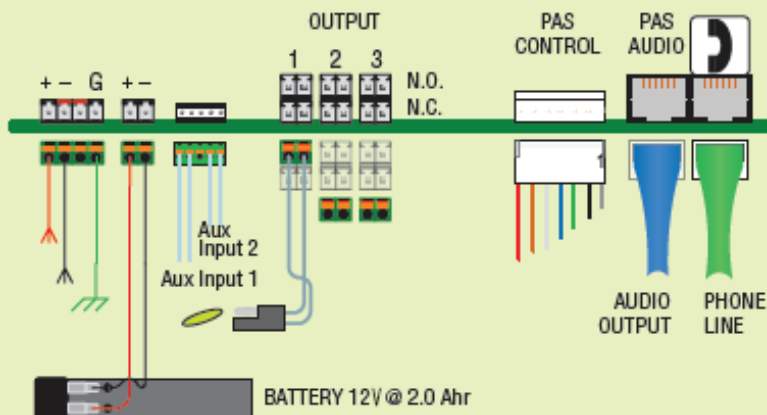 OUTPUT
PAS CONTROL
PAS AUDIO
+ – G + –
1 2 3
N.O.
N.C.
1
Aux Input 2
Aux Input 1
AUDIO OUTPUT
PHONE LINE
BATTERY 12V @ 2.0 Ahr